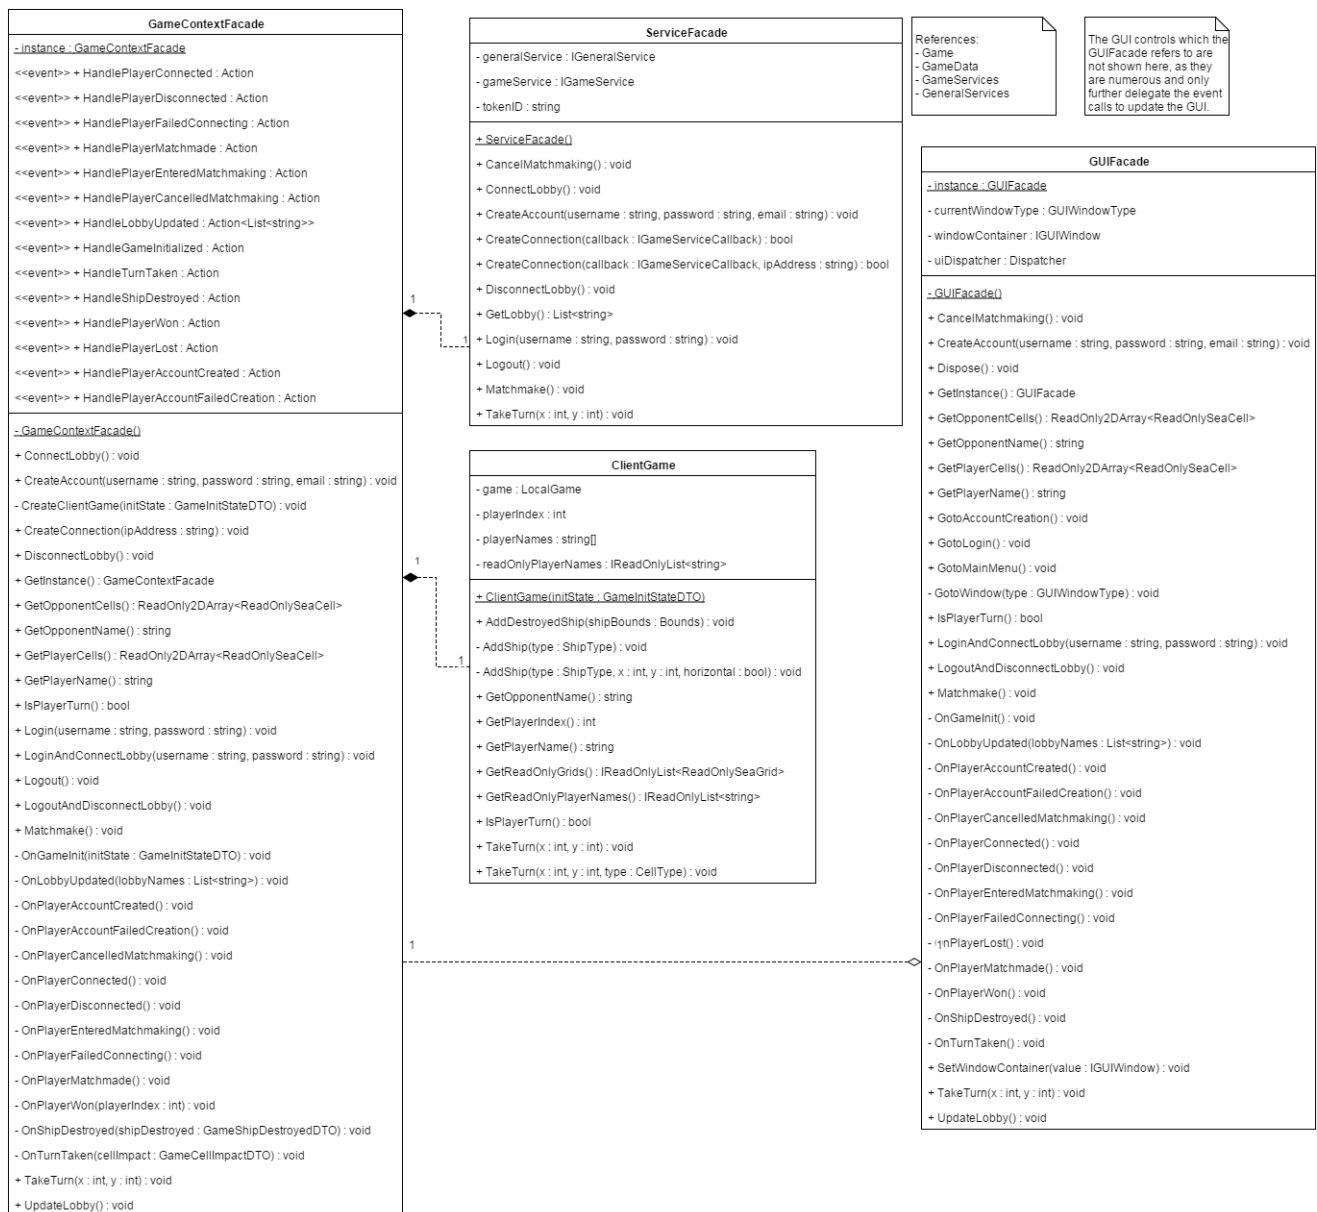 GameContextFacade
- instance : GameContextFacade
<<event>> + HandlePlayerConnected : Action
<<event>> + HandlePlayerDisconnected : Action
<<event>> + HandlePlayerFailedConnecting : Action
<<event>> + HandlePlayerMatchmade : Action
<<event>> + HandlePlayerEnteredMatchmaking : Action
<<event>> + HandlePlayerCancelledMatchmaking : Action
<<event>> + HandleLobbyUpdated : Action<List<string>>
<<event>> + HandleGameInitialized : Action
<<event>> + HandleTurnTaken : Action
<<event>> + HandleShipDestroyed : Action
<<event>> + HandlePlayerWon : Action
<<event>> + HandlePlayerLost : Action
<<event>> + HandlePlayerAccountCreated : Action
<<event>> + HandlePlayerAccountFailedCreation : Action
- GameContextFacade()
+ ConnectLobby() : void
+ CreateAccount(username : string, password : string, email : string) : void
- CreateClientGame(initState : GameInitStateDTO) : void
+ CreateConnection(ipAddress : string) : void
+ DisconnectLobby() : void
+ GetInstance() : GameContextFacade
+ GetOpponentCells() : ReadOnly2DArray<ReadOnlySeaCell>
+ GetOpponentName() : string
+ GetPlayerCells() : ReadOnly2DArray<ReadOnlySeaCell>
+ GetPlayerName() : string
+ IsPlayerTurn() : bool
+ Login(username : string, password : string) : void
+ LoginAndConnectLobby(username : string, password : string) : void
+ Logout() : void
+ LogoutAndDisconnectLobby() : void
+ Matchmake() : void
- OnGameInit(initState : GameInitStateDTO) : void
- OnLobbyUpdated(lobbyNames : List<string>) : void
- OnPlayerAccountCreated() : void
- OnPlayerAccountFailedCreation() : void
- OnPlayerCancelledMatchmaking() : void
- OnPlayerConnected() : void
- OnPlayerDisconnected() : void
- OnPlayerEnteredMatchmaking() : void
- OnPlayerFailedConnecting() : void
- OnPlayerMatchmade() : void
- OnPlayerWon(playerIndex : int) : void
- OnShipDestroyed(shipDestroyed : GameShipDestroyedDTO) : void
- OnTurnTaken(cellImpact : GameCellImpactDTO) : void
+ TakeTurn(x : int, y : int) : void
+ UpdateLobby() : void
1
1
1
1
1
ServiceFacade
- generalService : IGeneralService
- gameService : IGameService
- tokenID : string
+ ServiceFacade()
+ CancelMatchmaking() : void
+ ConnectLobby() : void
+ CreateAccount(username : string, password : string, email : string) : void
+ CreateConnection(callback : IGameServiceCallback) : bool
+ CreateConnection(callback : IGameServiceCallback, ipAddress : string) : bool
+ DisconnectLobby() : void
+ GetLobby() : List<string>
+ Login(username : string, password : string) : void
+ Logout() : void
+ Matchmake() : void
+ TakeTurn(x : int, y : int) : void
ClientGame
- game : LocalGame
- playerIndex : int
- playerNames : string[]
- readOnlyPlayerNames : IReadOnlyList<string>
+ ClientGame(initState : GameInitStateDTO)
+ AddDestroyedShip(shipBounds : Bounds) : void
- AddShip(type : ShipType) : void
- AddShip(type : ShipType, x : int, y : int, horizontal : bool) : void
+ GetOpponentName() : string
+ GetPlayerIndex() : int
+ GetPlayerName() : string
+ GetReadOnlyGrids() : IReadOnlyList<ReadOnlySeaGrid>
+ GetReadOnlyPlayerNames() : IReadOnlyList<string>
+ IsPlayerTurn() : bool
+ TakeTurn(x : int, y : int) : void
+ TakeTurn(x : int, y : int, type : CellType) : void
References:
- Game
- GameData
- GameServices
- GeneralServices
The GUI controls which the
GUIFacade refers to are
not shown here, as they
are numerous and only
further delegate the event
calls to update the GUI.
GUIFacade
- instance : GUIFacade
- currentWindowType : GUIWindowType
- windowContainer : IGUIWindow
- uiDispatcher : Dispatcher
- GUIFacade()
+ CancelMatchmaking() : void
+ CreateAccount(username : string, password : string, email : string) : void
+ Dispose() : void
+ GetInstance() : GUIFacade
+ GetOpponentCells() : ReadOnly2DArray<ReadOnlySeaCell>
+ GetOpponentName() : string
+ GetPlayerCells() : ReadOnly2DArray<ReadOnlySeaCell>
+ GetPlayerName() : string
+ GotoAccountCreation() : void
+ GotoLogin() : void
+ GotoMainMenu() : void
- GotoWindow(type : GUIWindowType) : void
+ IsPlayerTurn() : bool
+ LoginAndConnectLobby(username : string, password : string) : void
+ LogoutAndDisconnectLobby() : void
+ Matchmake() : void
- OnGameInit() : void
- OnLobbyUpdated(lobbyNames : List<string>) : void
- OnPlayerAccountCreated() : void
- OnPlayerAccountFailedCreation() : void
- OnPlayerCancelledMatchmaking() : void
- OnPlayerConnected() : void
- OnPlayerDisconnected() : void
- OnPlayerEnteredMatchmaking() : void
- OnPlayerFailedConnecting() : void
- OnPlayerLost() : void
- OnPlayerMatchmade() : void
- OnPlayerWon() : void
- OnShipDestroyed() : void
- OnTurnTaken() : void
+ SetWindowContainer(value : IGUIWindow) : void
+ TakeTurn(x : int, y : int) : void
+ UpdateLobby() : void
1